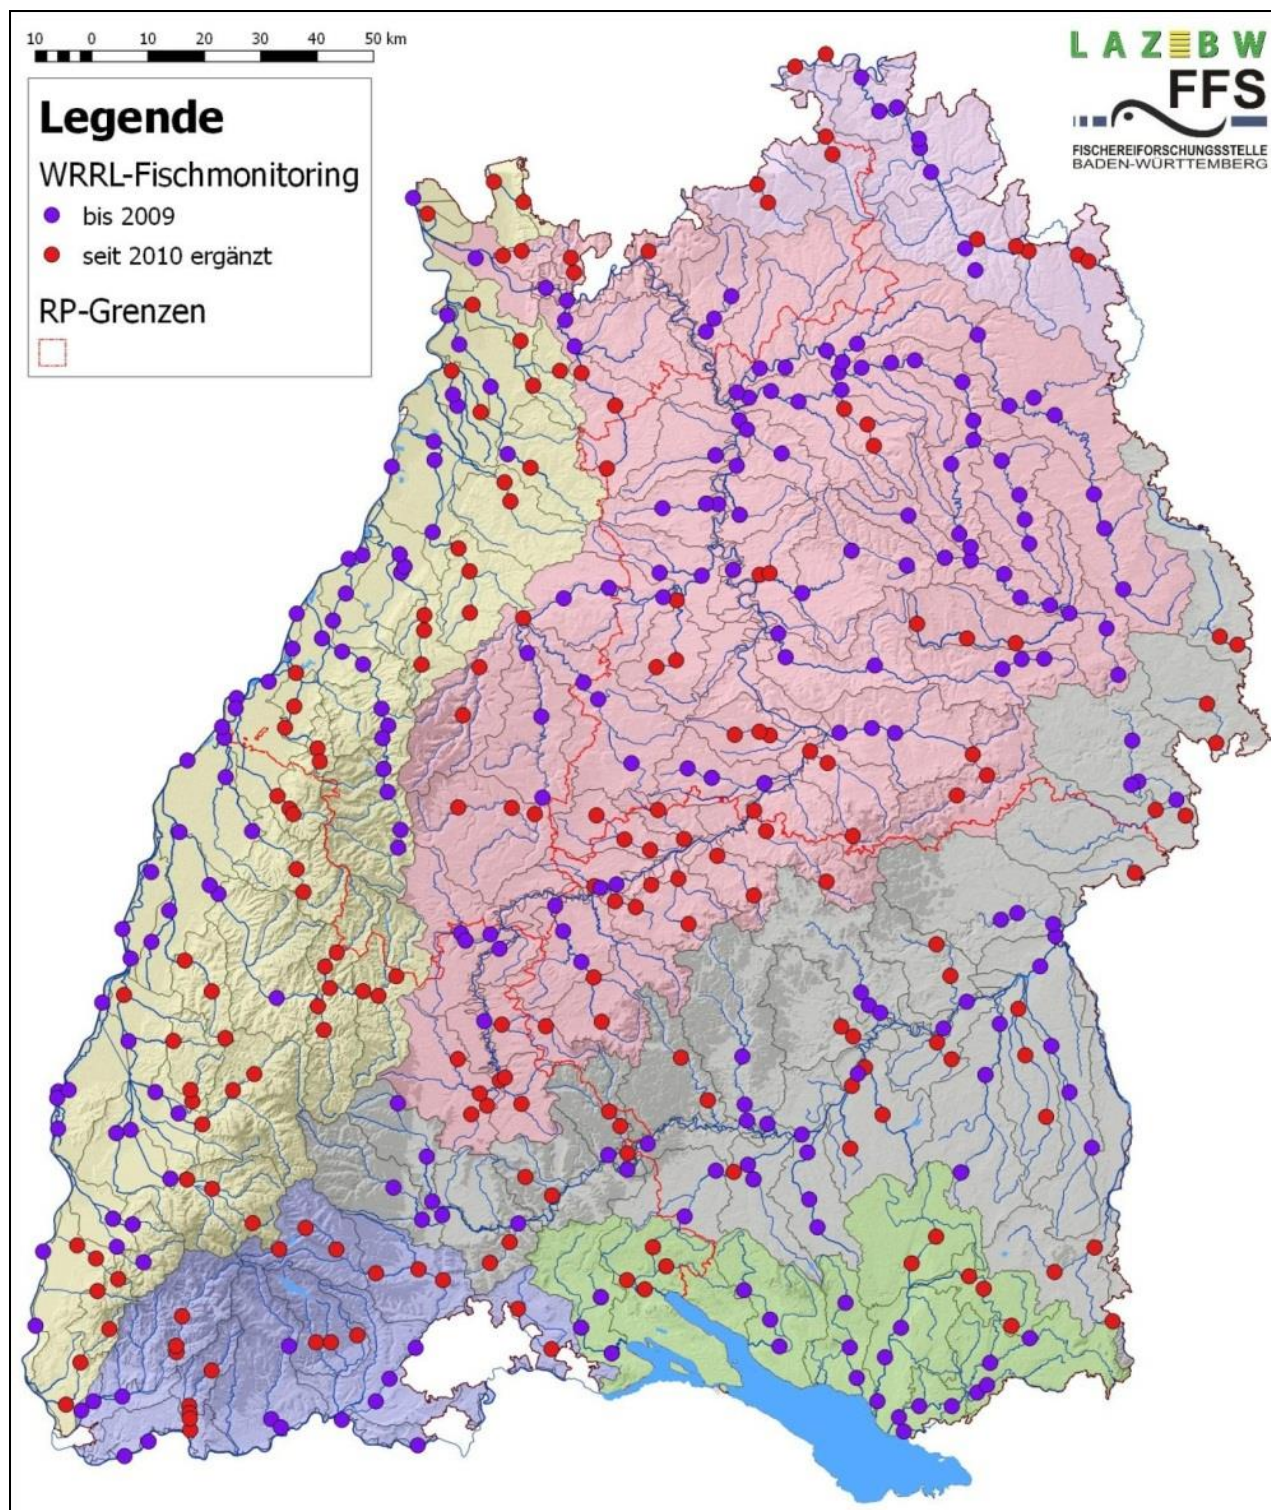 10 0 10 20 30 40 50 km
Legende
WRRL-Fischmonitoring
bis 2009
seit 2010 ergänzt
RP-Grenzen
LAZBW
FFS
FISCHEREIFORSCHUNGSSTELLE
BADEN-WÜRTTEMBERG